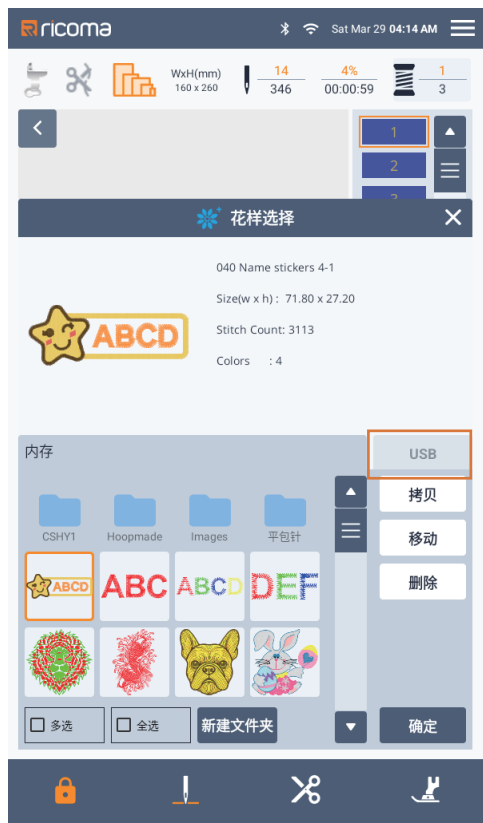 ricoma
Sat Mar 29 04:14 AM
WxH(mm)
160 x 260
14
346
4%
00:00:59
1
3
1
2
花样选择
040 Name stickers 4-1
Size(w x h) : 71.80 x 27.20
Stitch Count: 3113
Colors : 4
ABCD
内存
USB
拷贝
移动
删除
CSHY1
Hoopmade
Images
平包针
ABCD
ABC
ABCD
DEF
多选
全选
新建文件夹
确定